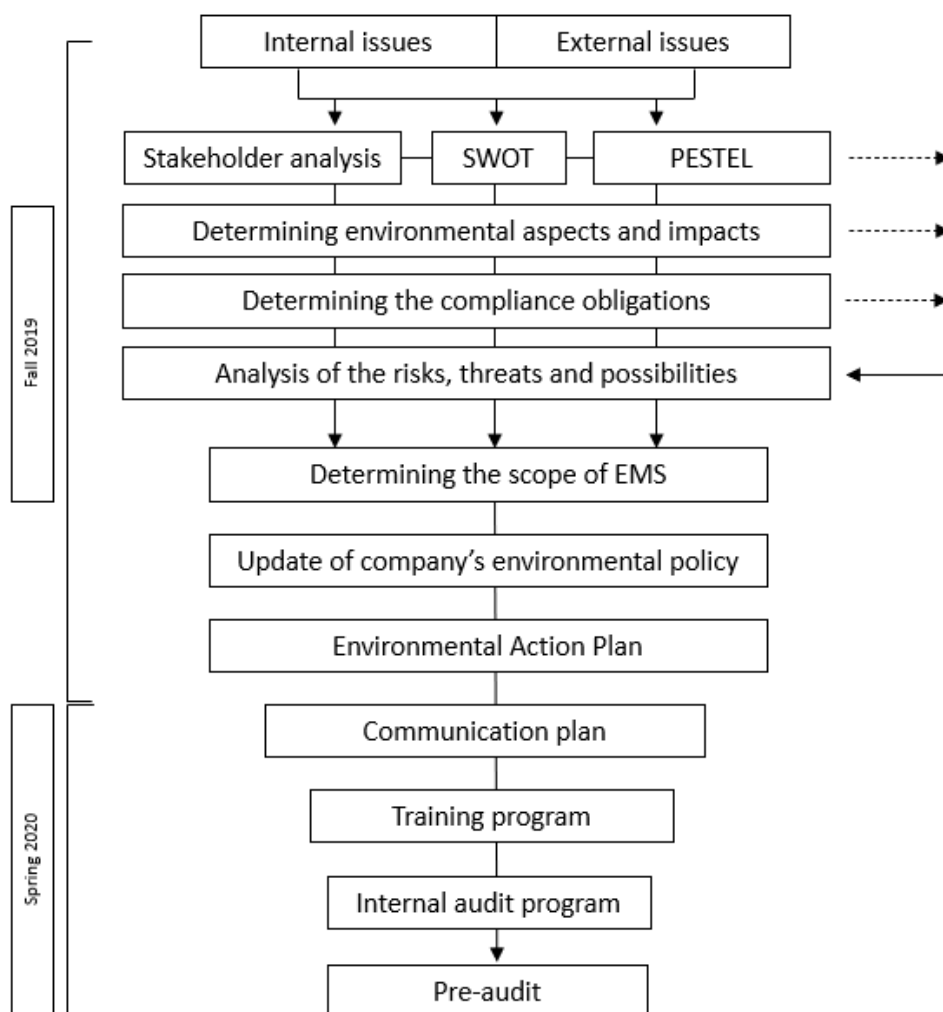 Internal issues
External issues
Stakeholder analysis
SWOT
PESTEL
Determining environmental aspects and impacts
Determining the compliance obligations
Analysis of the risks, threats and possibilities
Fall 2019
Determining the scope of EMS
Update of company’s environmental policy
Environmental Action Plan
Communication plan
Training program
Spring 2020
Internal audit program
Pre-audit